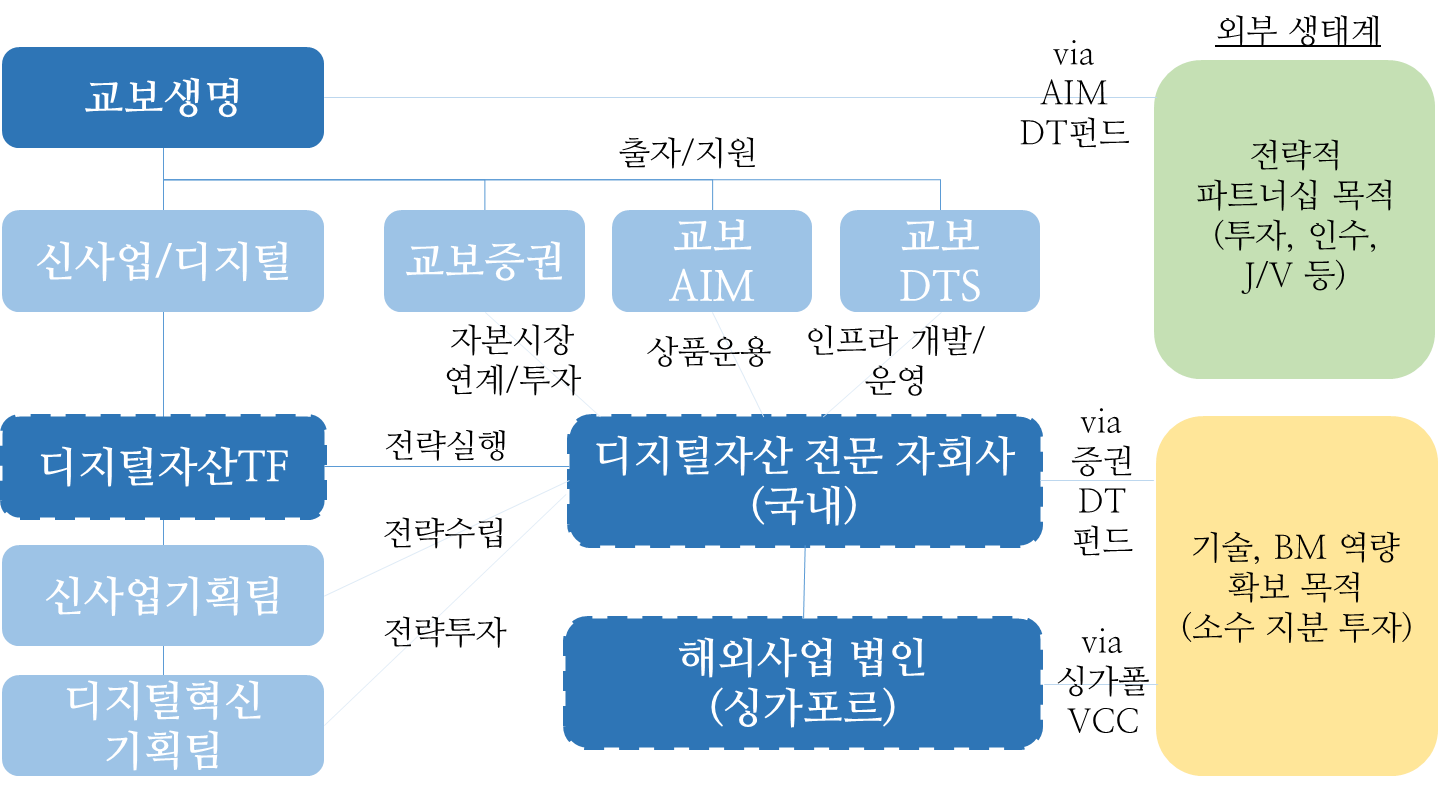 외부 생태계
교보생명
via
AIM
DT펀드
출자/지원
전략적
파트너십 목적
(투자, 인수,
J/V 등)
신사업/디지털
교보증권
교보
AIM
교보
DTS
자본시장
연계/투자
상품운용
인프라 개발/
운영
디지털자산TF
전략실행
디지털자산 전문 자회사
(국내)
via
증권
DT
펀드
전략수립
신사업기획팀
기술, BM 역량
확보 목적
(소수 지분 투자)
전략투자
디지털혁신
기획팀
해외사업 법인
(싱가포르)
via
싱가폴
VCC